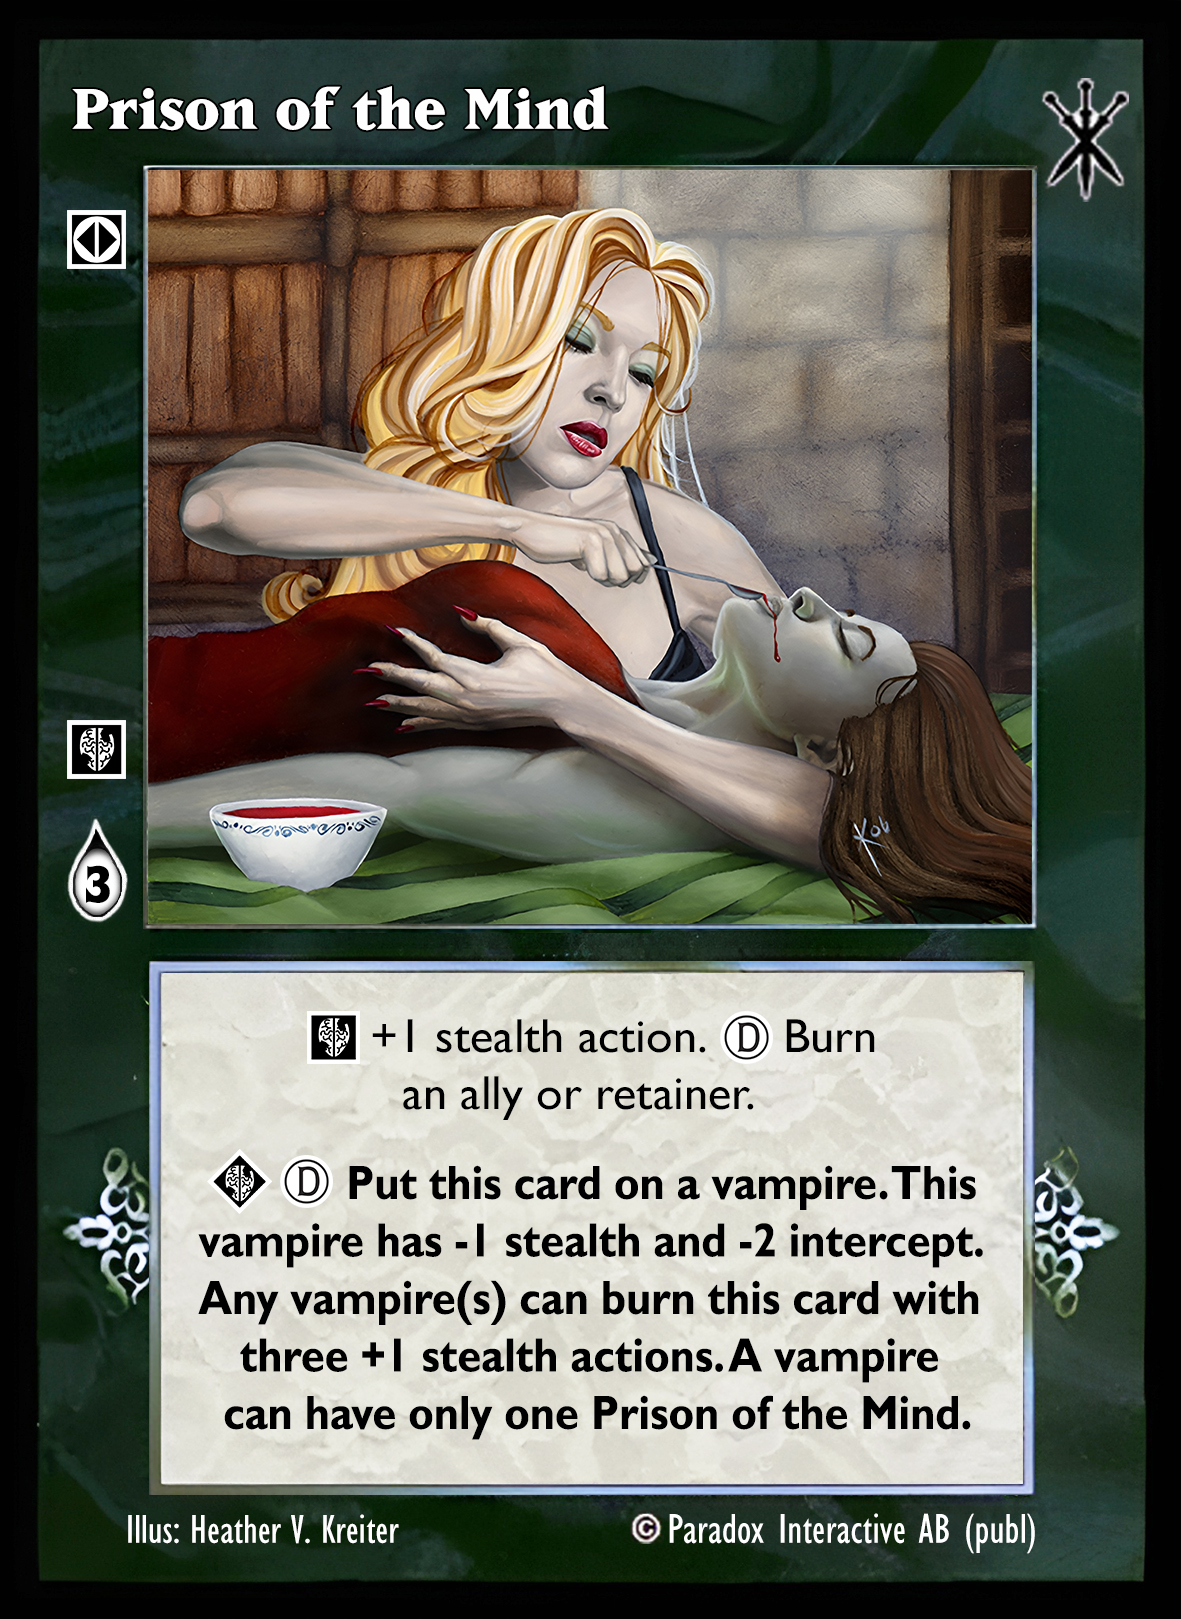 Prison of the Mind
3
Kob
+1 stealth action. Ⓓ Burn
an ally or retainer.
Ⓓ Put this card on a vampire. This
vampire has -1 stealth and -2 intercept.
Any vampire(s) can burn this card with
three +1 stealth actions. A vampire
can have only one Prison of the Mind.
Illus: Heather V. Kreiter
© Paradox Interactive AB (publ)